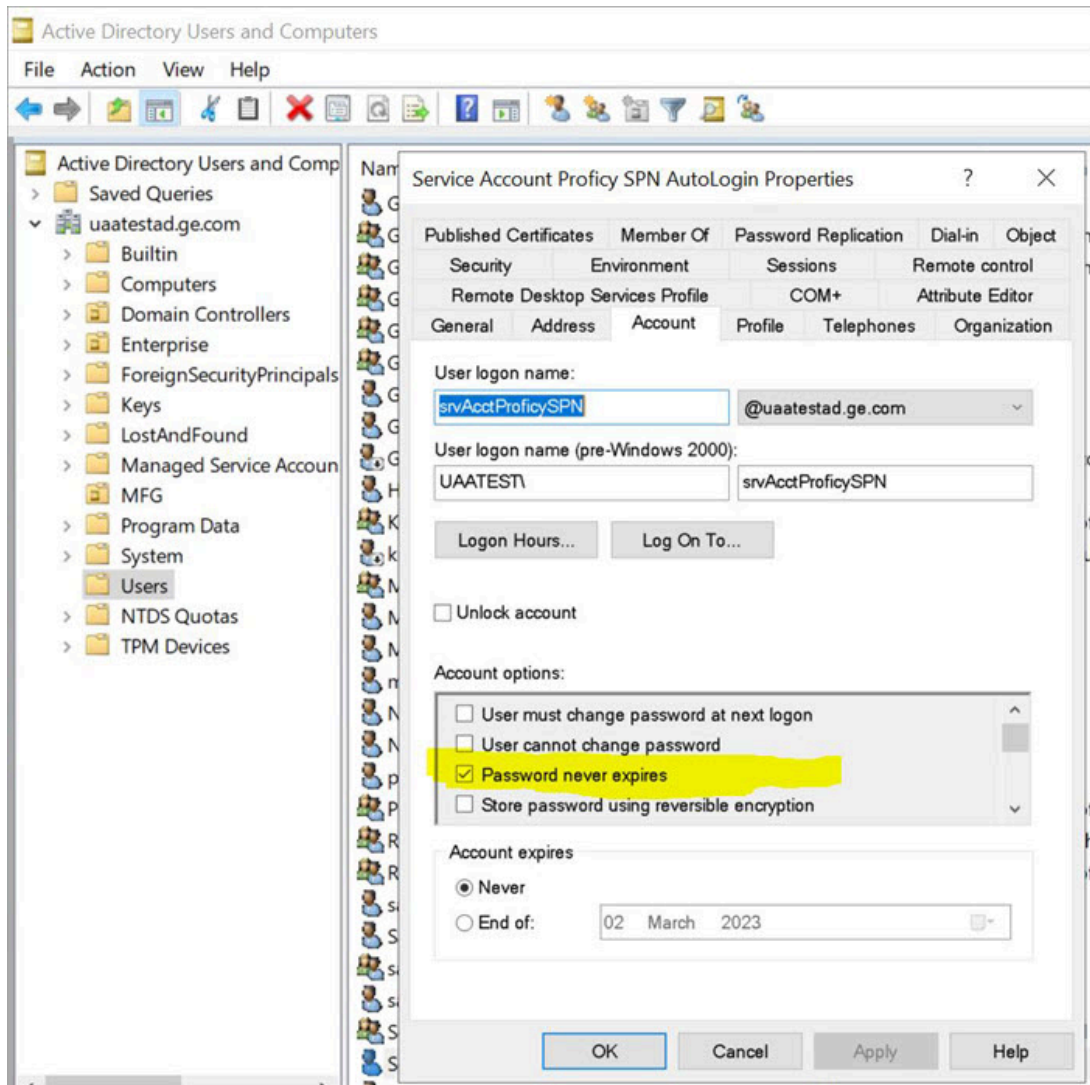 Active Directory Users and Computers
File Action View Help
Active Directory Users and Comp
Saved Queries
uaatestad.ge.com
Builtin
Computers
Domain Controllers
Enterprise
ForeignSecurityPrincipals
Keys
LostAndFound
Managed Service Accoun
MFG
Program Data
System
Users
NTDS Quotas
TPM Devices
Nam
Service Account Proficy SPN AutoLogin Properties ? X
Published Certificates Member Of Password Replication Dial-in Object
Security Environment Sessions Remote control
Remote Desktop Services Profile COM+ Attribute Editor
General Address Account Profile Telephones Organization
User logon name:
srvAcctProficySPN @uaatestad.ge.com
User logon name (pre-Windows 2000):
UAATEST\ srvAcctProficySPN
Logon Hours... Log On To...
Unlock account
Account options:
User must change password at next logon
User cannot change password
Password never expires
Store password using reversible encryption
Account expires
Never
End of: 02 March 2023
OK Cancel Apply Help